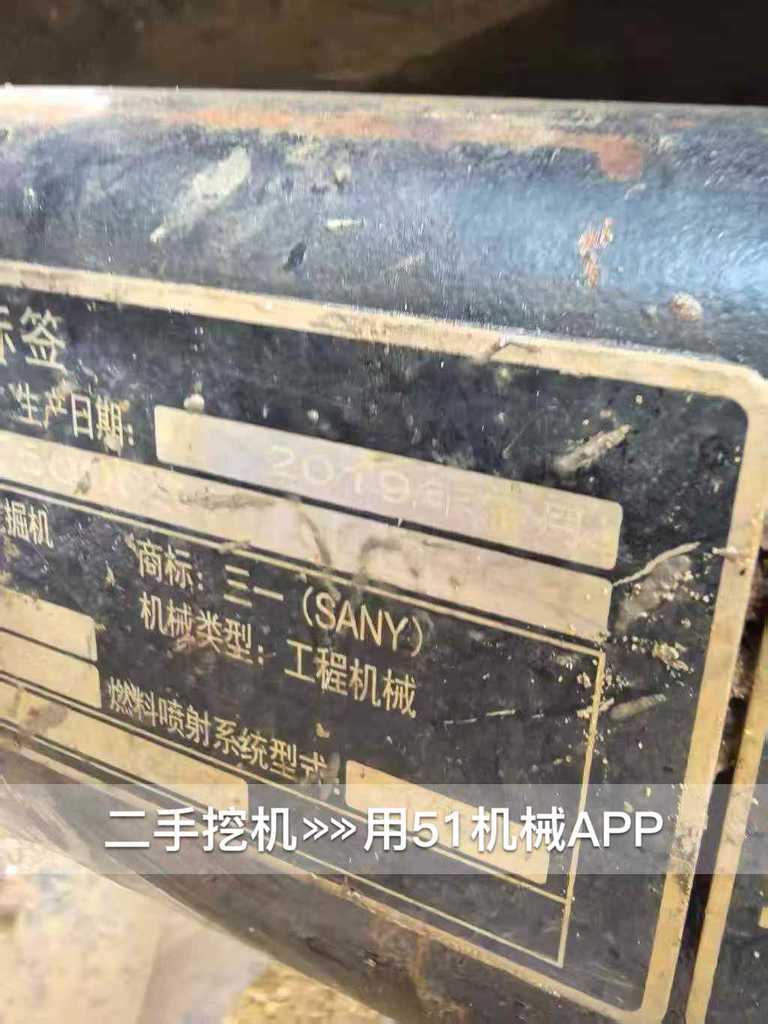 标签
生产日期: 2019年 月
掘机
商标: 三一 (SANY)
机械类型: 工程机械
燃料喷射系统型式:
二手挖机>>>>用51机械APP